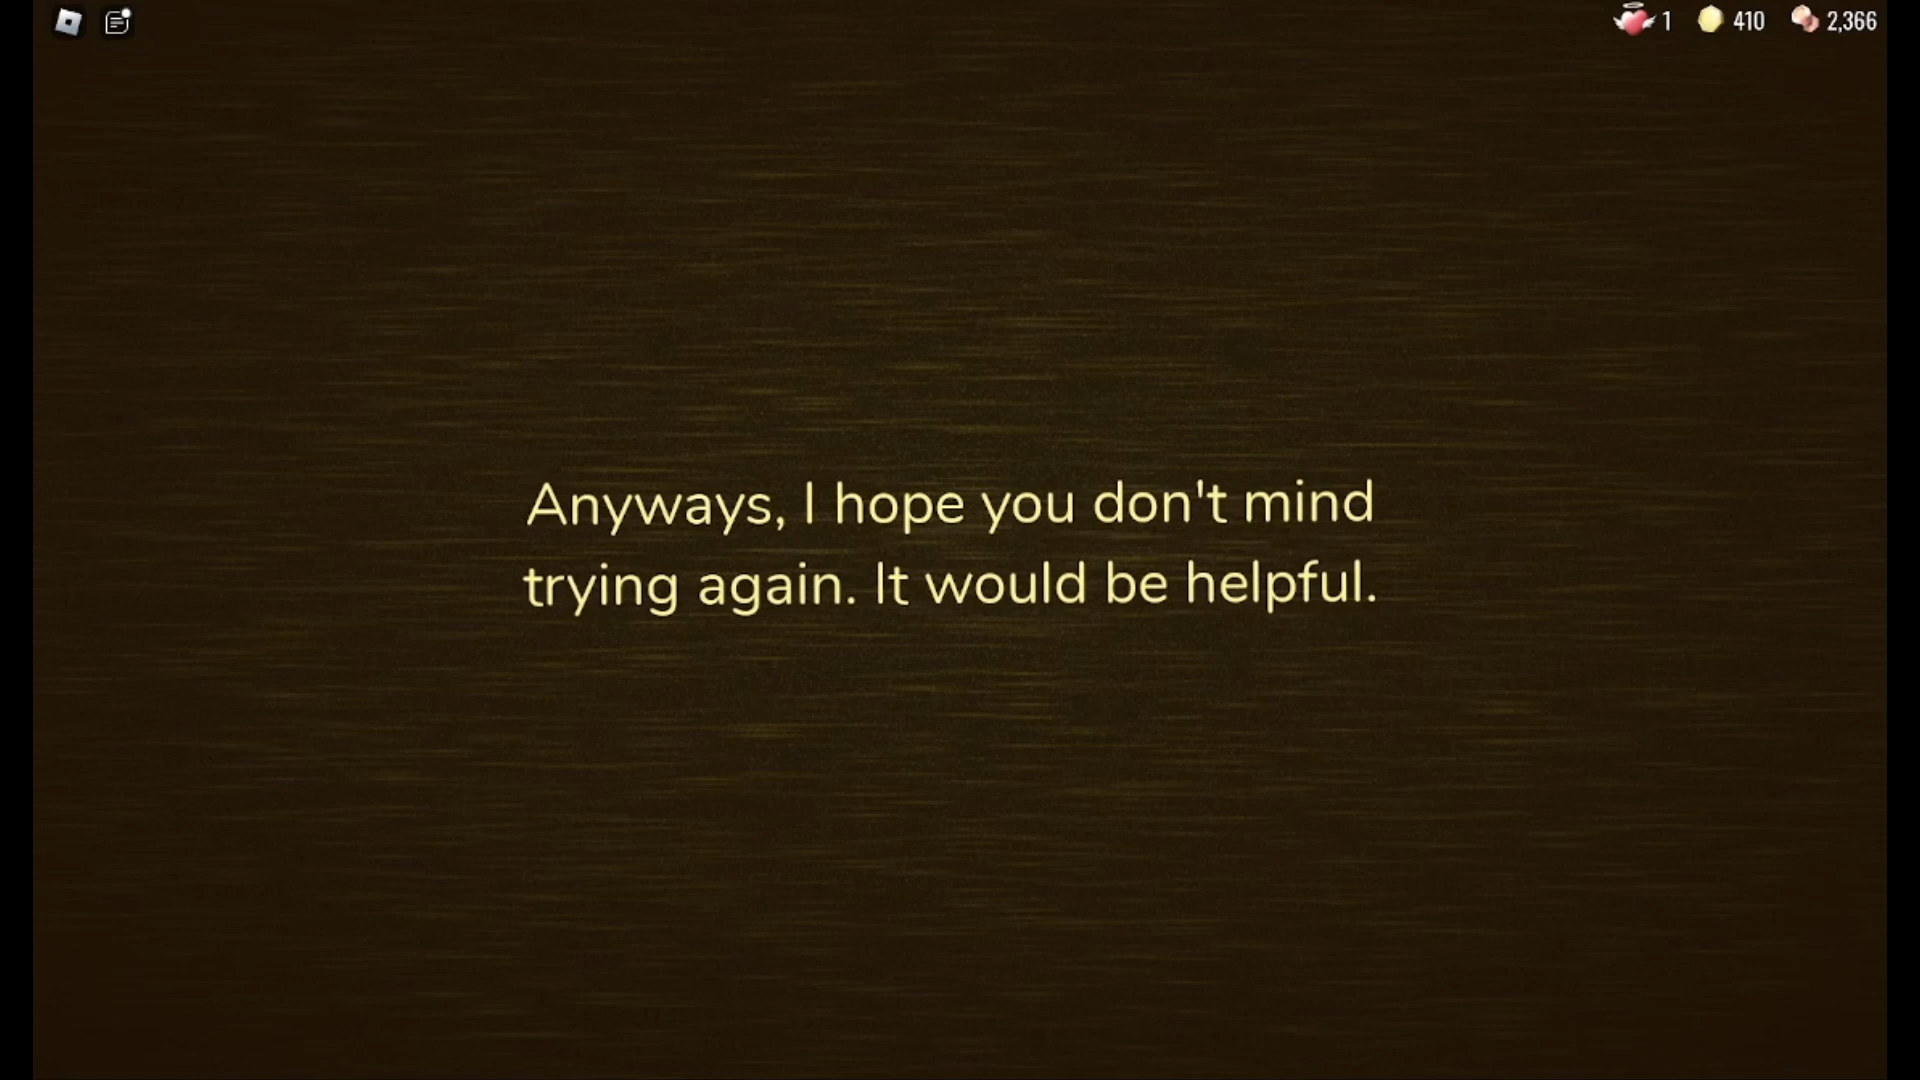 1 410 2,366
Anyways, I hope you don't mind
trying again. It would be helpful.